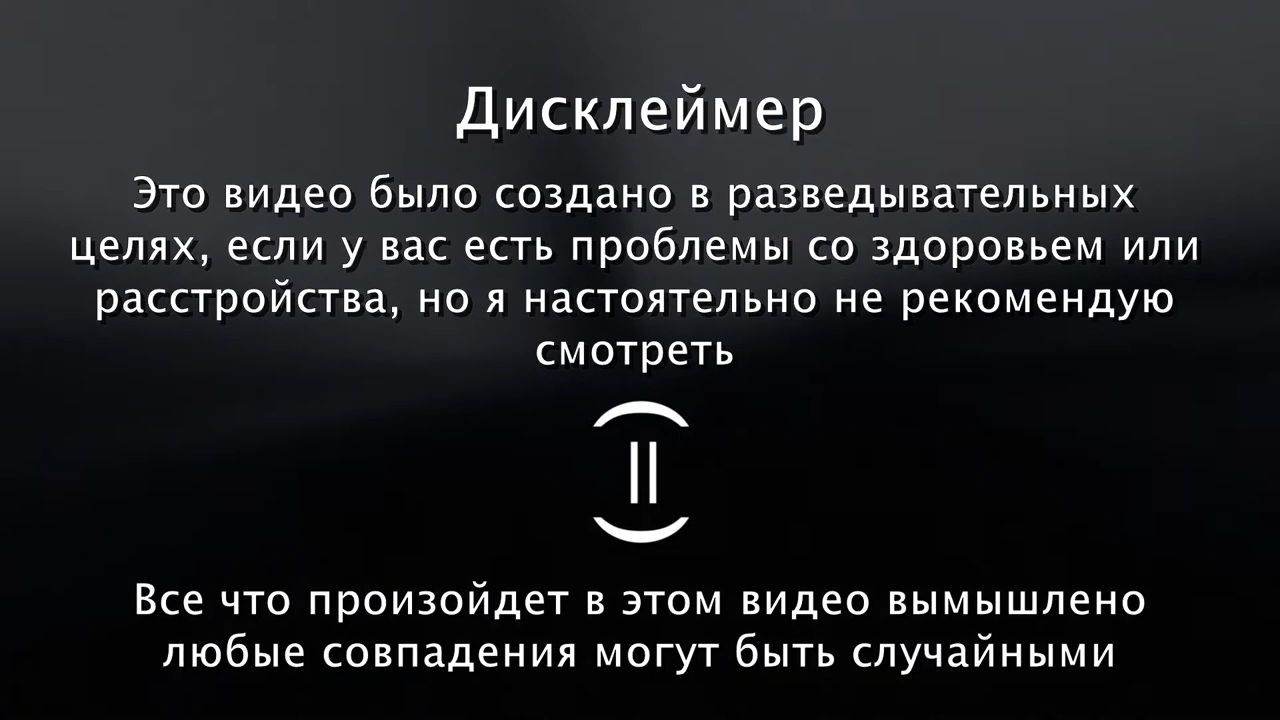 Дисклеймер
Это видео было создано в разведывательных
целях, если у вас есть проблемы со здоровьем или
расстройства, но я настоятельно не рекомендую
смотреть
Все что произойдет в этом видео вымышлено
любые совпадения могут быть случайными